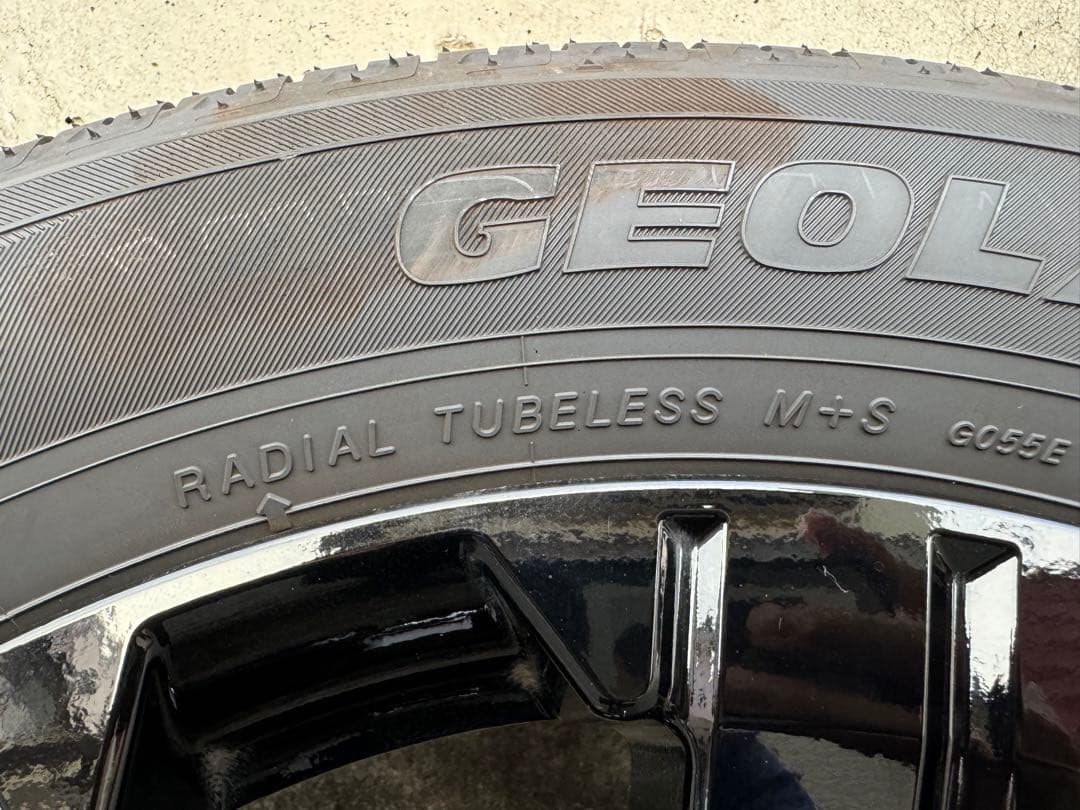 GEOL
RADIAL TUBELESS M+S G055E